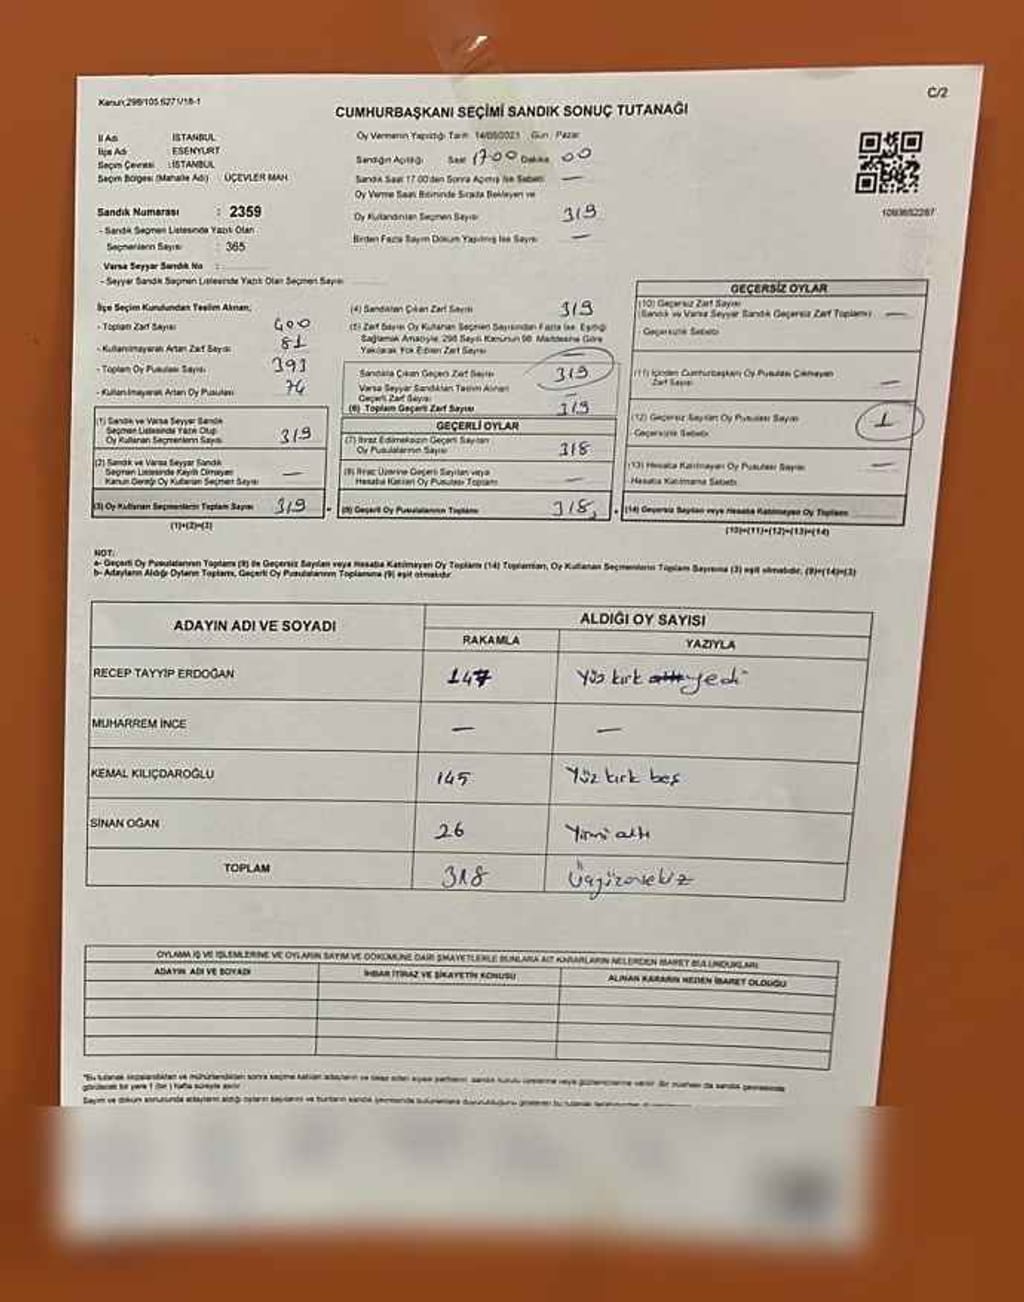 Kanun:298/105,6271/18-1
C/2
CUMHURBAŞKANI SEÇİMİ SANDIK SONUÇ TUTANAĞI
İl Adı : İSTANBUL
İlçe Adı : ESENYURT
Seçim Çevresi : İSTANBUL
Seçim Bölgesi (Mahalle Adı) : ÜÇEVLER MAH.
Oy Vermenin Yapıldığı Tarih 14/05/2023 Gün : Pazar
Sandığın Açıldığı Saat 1700 Dakika 00
Sandık Saat 17.00'den Sonra Açılmış İse Sebebi —
Oy Verme Saati Bitiminde Sırada Bekleyen ve
Oy Kullandırılan Seçmen Sayısı 319
Birden Fazla Sayım Döküm Yapılmış İse Sayısı —
Sandık Numarası : 2359
- Sandık Seçmen Listesinde Yazılı Olan
Seçmenlerin Sayısı : 365
Varsa Seyyar Sandık No :
- Seyyar Sandık Seçmen Listesinde Yazılı Olan Seçmen Sayısı
İlçe Seçim Kurulundan Teslim Alınan;
- Toplam Zarf Sayısı 400
- Kullanılmayarak Artan Zarf Sayısı 81
- Toplam Oy Pusulası Sayısı 393
- Kullanılmayarak Artan Oy Pusulası 74
(1) Sandık ve Varsa Seyyar Sandık
Seçmen Listesinde Yazılı Olup
Oy Kullanan Seçmenlerin Sayısı 319
(2) Sandık ve Varsa Seyyar Sandık
Seçmen Listesinde Kayıtlı Olmayan
Kanun Gereği Oy Kullanan Seçmen Sayısı —
(3) Oy Kullanan Seçmenlerin Toplam Sayısı 319
(1)+(2)=(3)
(4) Sandıktan Çıkan Zarf Sayısı 319
(5) Zarf Sayısı Oy Kullanan Seçmen Sayısından Fazla İse, Eşitliği
Sağlamak Amacıyla, 298 Sayılı Kanunun 98. Maddesine Göre
Yakılarak Yok Edilen Zarf Sayısı —
Sandıkta Çıkan Geçerli Zarf Sayısı 319
Varsa Seyyar Sandıktan Teslim Alınan
Geçerli Zarf Sayısı —
(6) Toplam Geçerli Zarf Sayısı 319
GEÇERLİ OYLAR
(7) İtiraz Edilmeksizin Geçerli Sayılan
Oy Pusulalarının Sayısı 318
(8) İtiraz Üzerine Geçerli Sayılan veya
Hesaba Katılan Oy Pusulası Toplamı —
(9) Geçerli Oy Pusulalarının Toplamı 318
GEÇERSİZ OYLAR
(10) Geçersiz Zarf Sayısı
(Sandık ve Varsa Seyyar Sandık Geçersiz Zarf Toplamı) —
Geçersizlik Sebebi
(11) İçinden Cumhurbaşkanı Oy Pusulası Çıkmayan
Zarf Sayısı —
(12) Geçersiz Sayılan Oy Pusulası Sayısı 1
Geçersizlik Sebebi
(13) Hesaba Katılmayan Oy Pusulası Sayısı —
Hesaba Katılmama Sebebi
(14) Geçersiz Sayılan veya Hesaba Katılmayan Oy Toplamı
(10)+(11)+(12)+(13)=(14)
NOT:
a- Geçerli Oy Pusulalarının Toplamı (9) ile Geçersiz Sayılan veya Hesaba Katılmayan Oy Toplamı (14) Toplamları, Oy Kullanan Seçmenlerin Toplam Sayısına (3) eşit olmalıdır, (9)+(14)=(3)
b- Adayların Aldığı Oyların Toplamı, Geçerli Oy Pusulalarının Toplamına (9) eşit olmalıdır.
ADAYIN ADI VE SOYADI ALDIĞI OY SAYISI
RAKAMLA YAZIYLA
RECEP TAYYİP ERDOĞAN 147 Yüz kırk altı yedi
MUHARREM İNCE — —
KEMAL KILIÇDAROĞLU 145 Yüz kırk beş
SİNAN OĞAN 26 Yirmi altı
TOPLAM 318 Üçyüzonsekiz
OYLAMA İŞ VE İŞLEMLERİNE VE OYLARIN SAYIM VE DÖKÜMÜNE DAİR ŞİKAYETLERLE BUNLARA AİT KARARLARIN NELERDEN İBARET BULUNDUKLARI
ADAYIN ADI VE SOYADI İHBAR İTİRAZ VE ŞİKAYETİN KONUSU ALINAN KARARIN NEDEN İBARET OLDUĞU